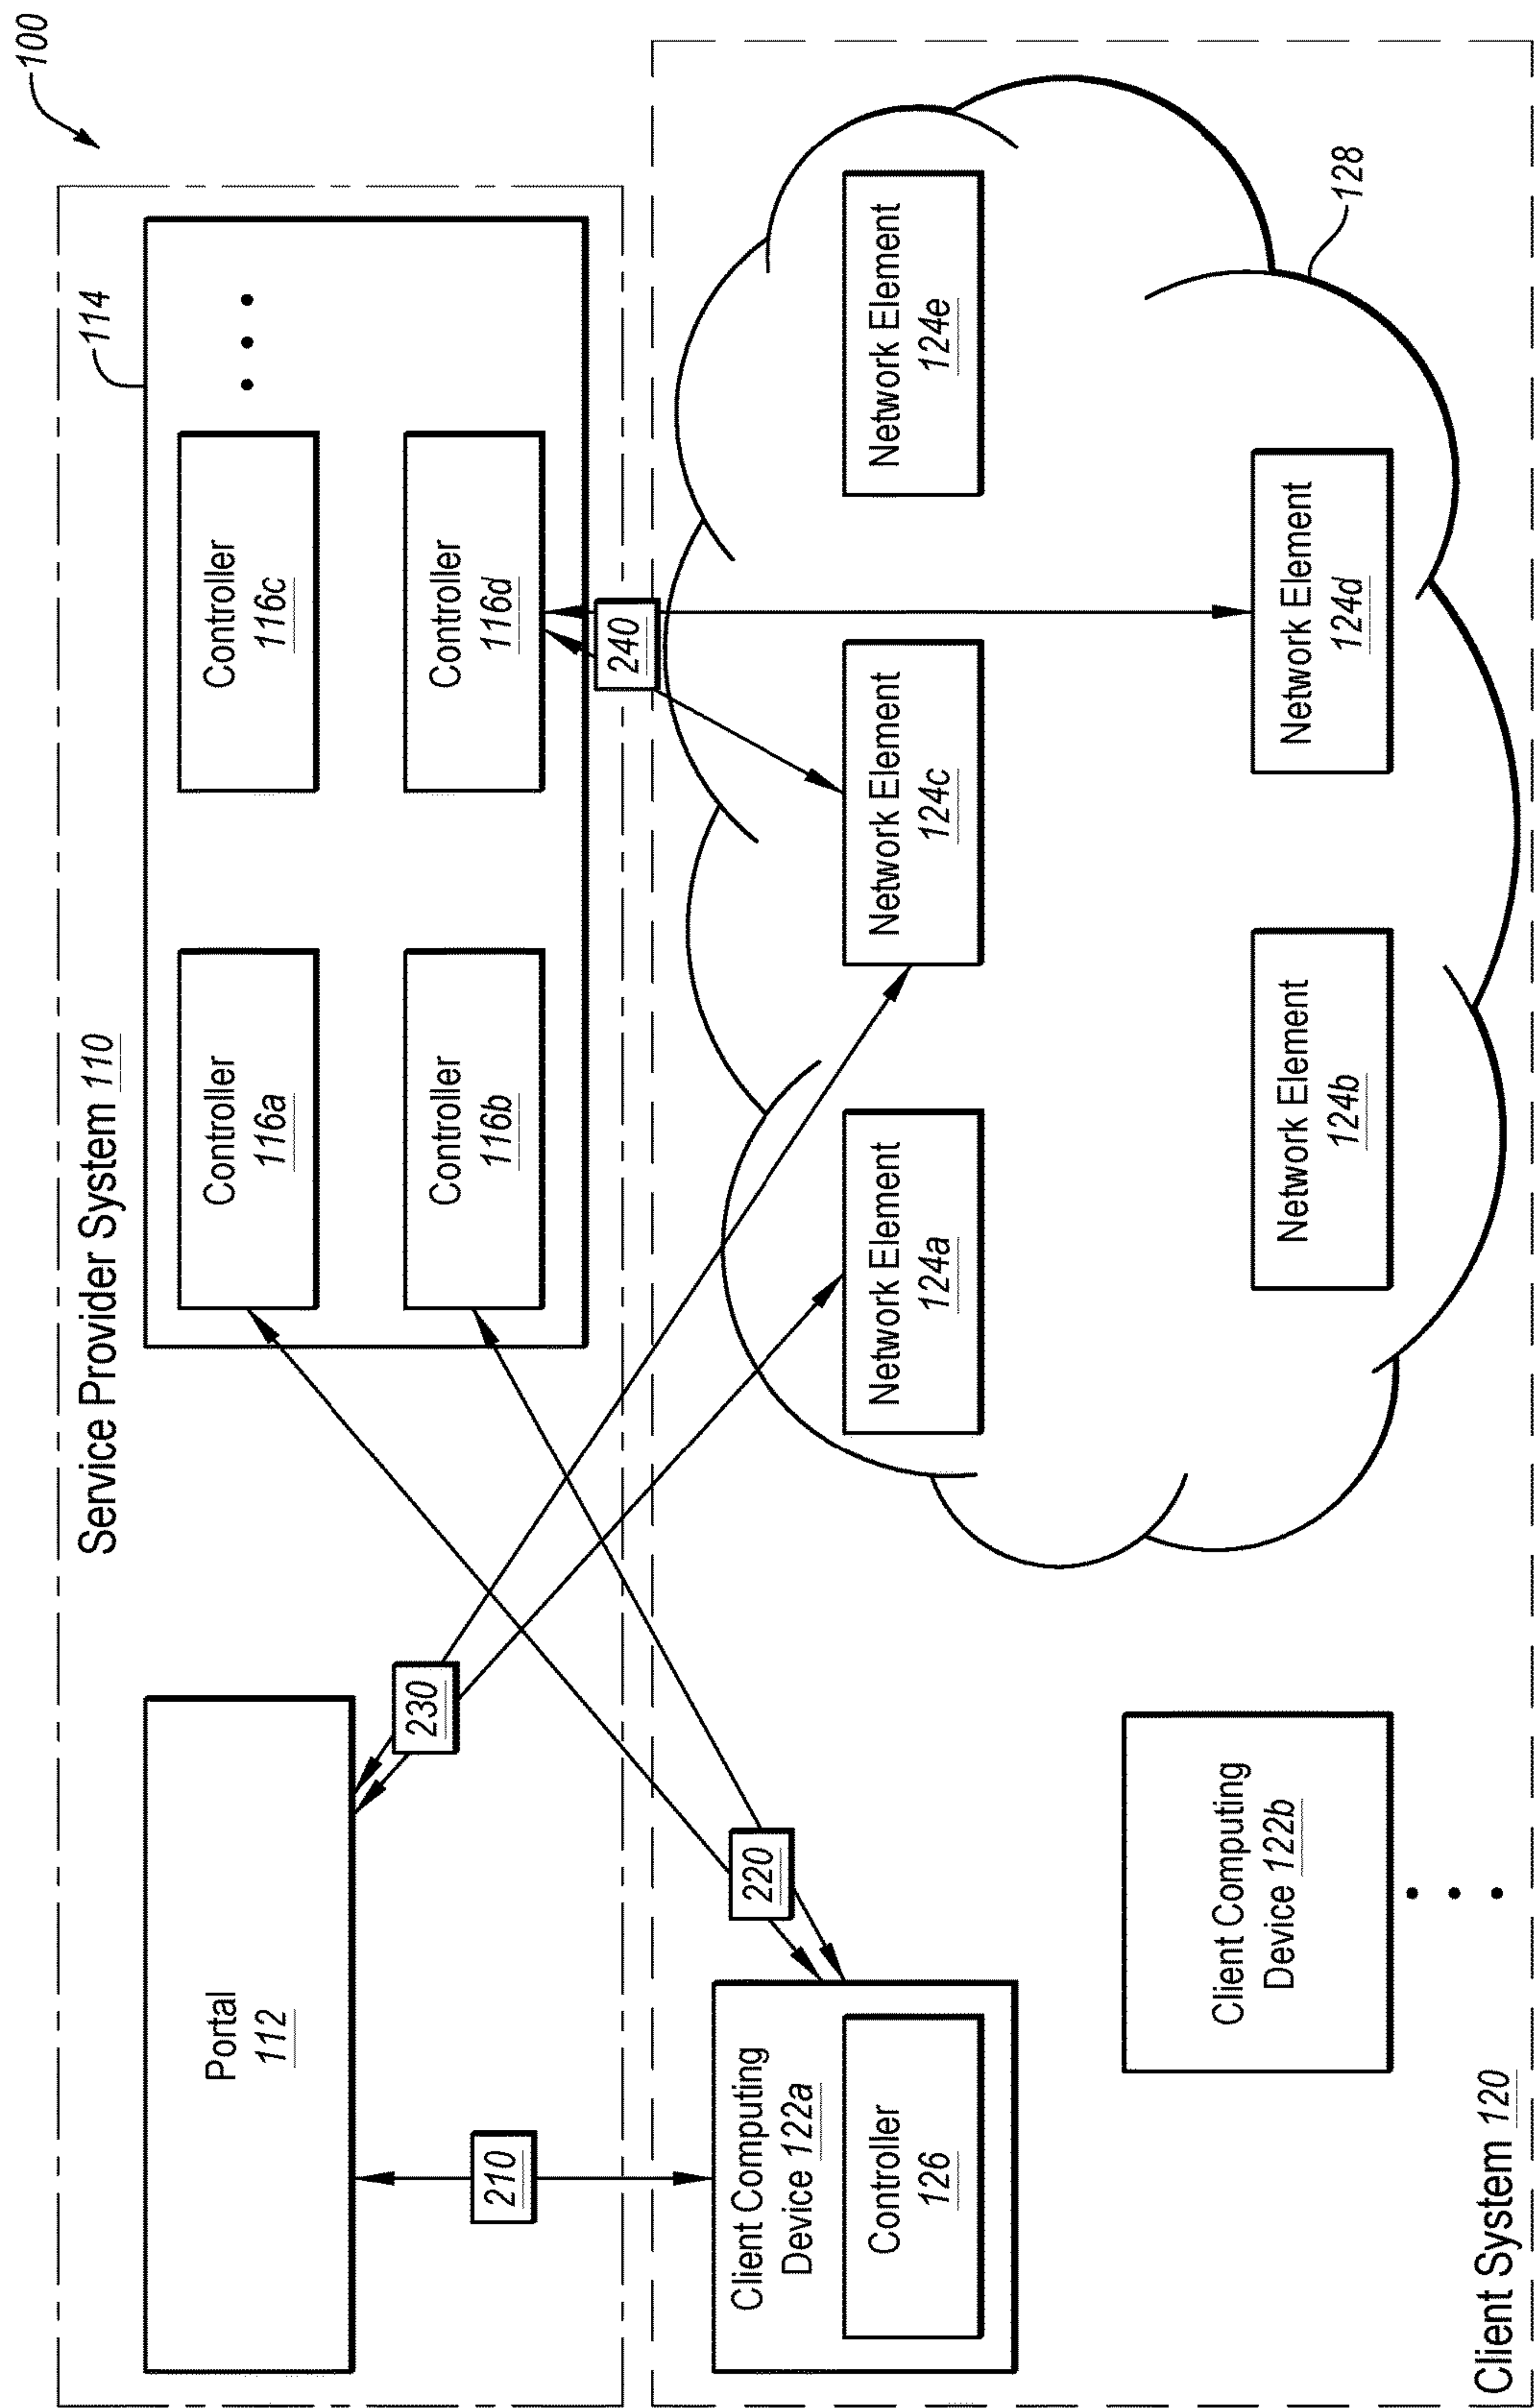 100
Service Provider System 110
114
Portal
112
Controller
116a
Controller
116c
Controller
116b
Controller
116d
210
230
220
240
Client Computing
Device 122a
Controller
126
Network Element
124a
Network Element
124c
Network Element
124e
Client Computing
Device 122b
Network Element
124b
Network Element
124d
128
Client System 120